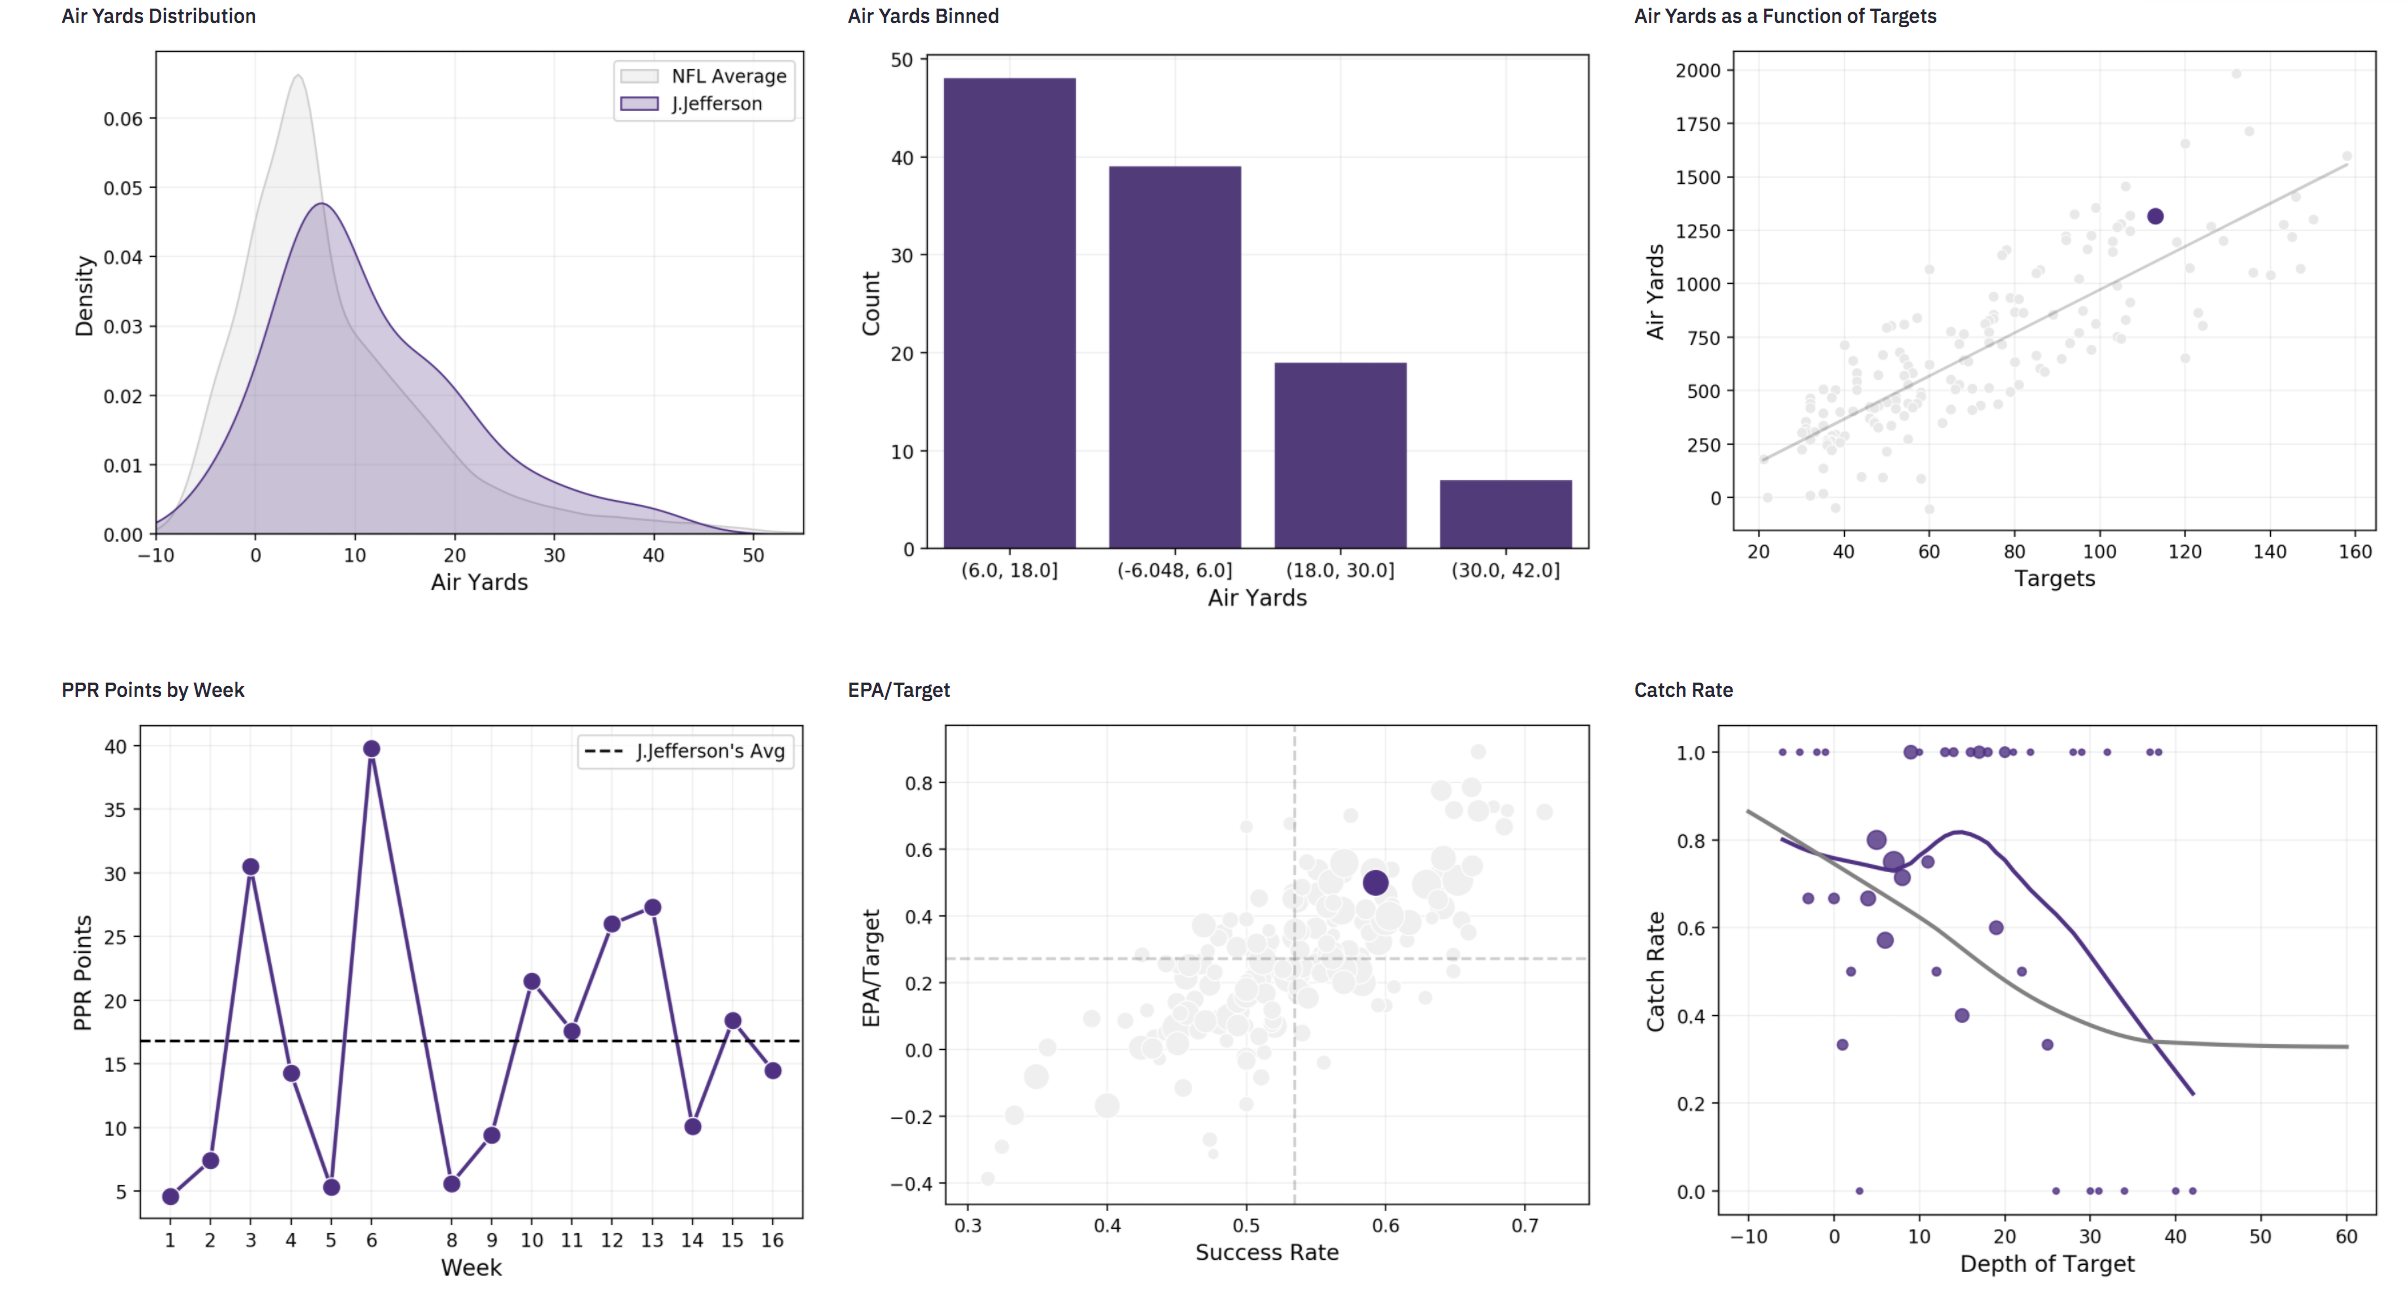 Air Yards Distribution
NFL Average
J.Jefferson
0.06
0.05
0.04
0.03
0.02
0.01
0.00
Density
−10 0 10 20 30 40 50
Air Yards
Air Yards Binned
50
40
30
20
10
0
Count
(6.0, 18.0] (-6.048, 6.0] (18.0, 30.0] (30.0, 42.0]
Air Yards
Air Yards as a Function of Targets
2000
1750
1500
1250
1000
750
500
250
0
Air Yards
20 40 60 80 100 120 140 160
Targets
PPR Points by Week
J.Jefferson's Avg
40
35
30
25
20
15
10
5
PPR Points
1 2 3 4 5 6 8 9 10 11 12 13 14 15 16
Week
EPA/Target
0.8
0.6
0.4
0.2
0.0
−0.2
−0.4
EPA/Target
0.3 0.4 0.5 0.6 0.7
Success Rate
Catch Rate
1.0
0.8
0.6
0.4
0.2
0.0
Catch Rate
−10 0 10 20 30 40 50 60
Depth of Target